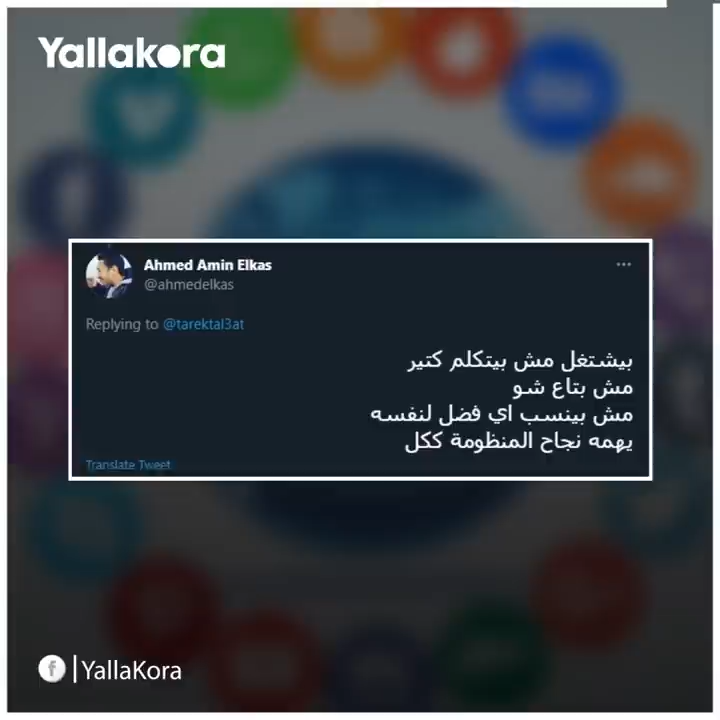 Yallakora
Ahmed Amin Elkas
@ahmedelkas
Replying to @tarektal3at
بيشتغل مش بيتكلم كتير
مش بتاع شو
مش بينسب اي فضل لنفسه
يهمه نجاح المنظومة ككل
Translate Tweet
f | YallaKora